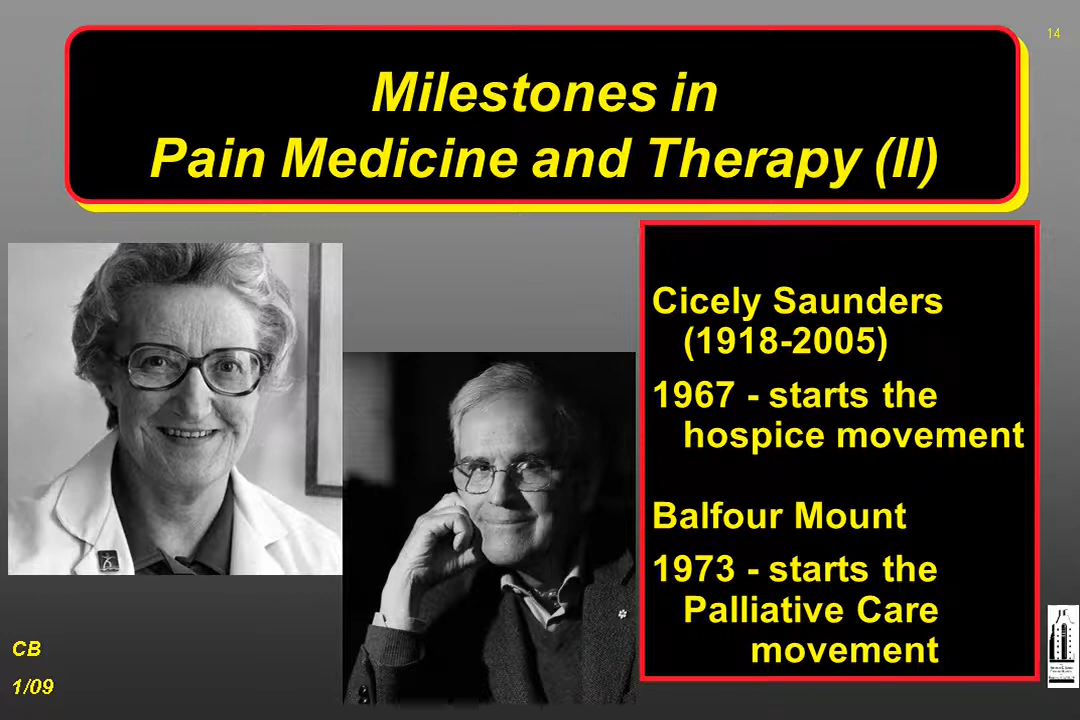 14
Milestones in
Pain Medicine and Therapy (II)
Cicely Saunders
(1918-2005)
1967 - starts the
hospice movement
Balfour Mount
1973 - starts the
Palliative Care
movement
CB
1/09